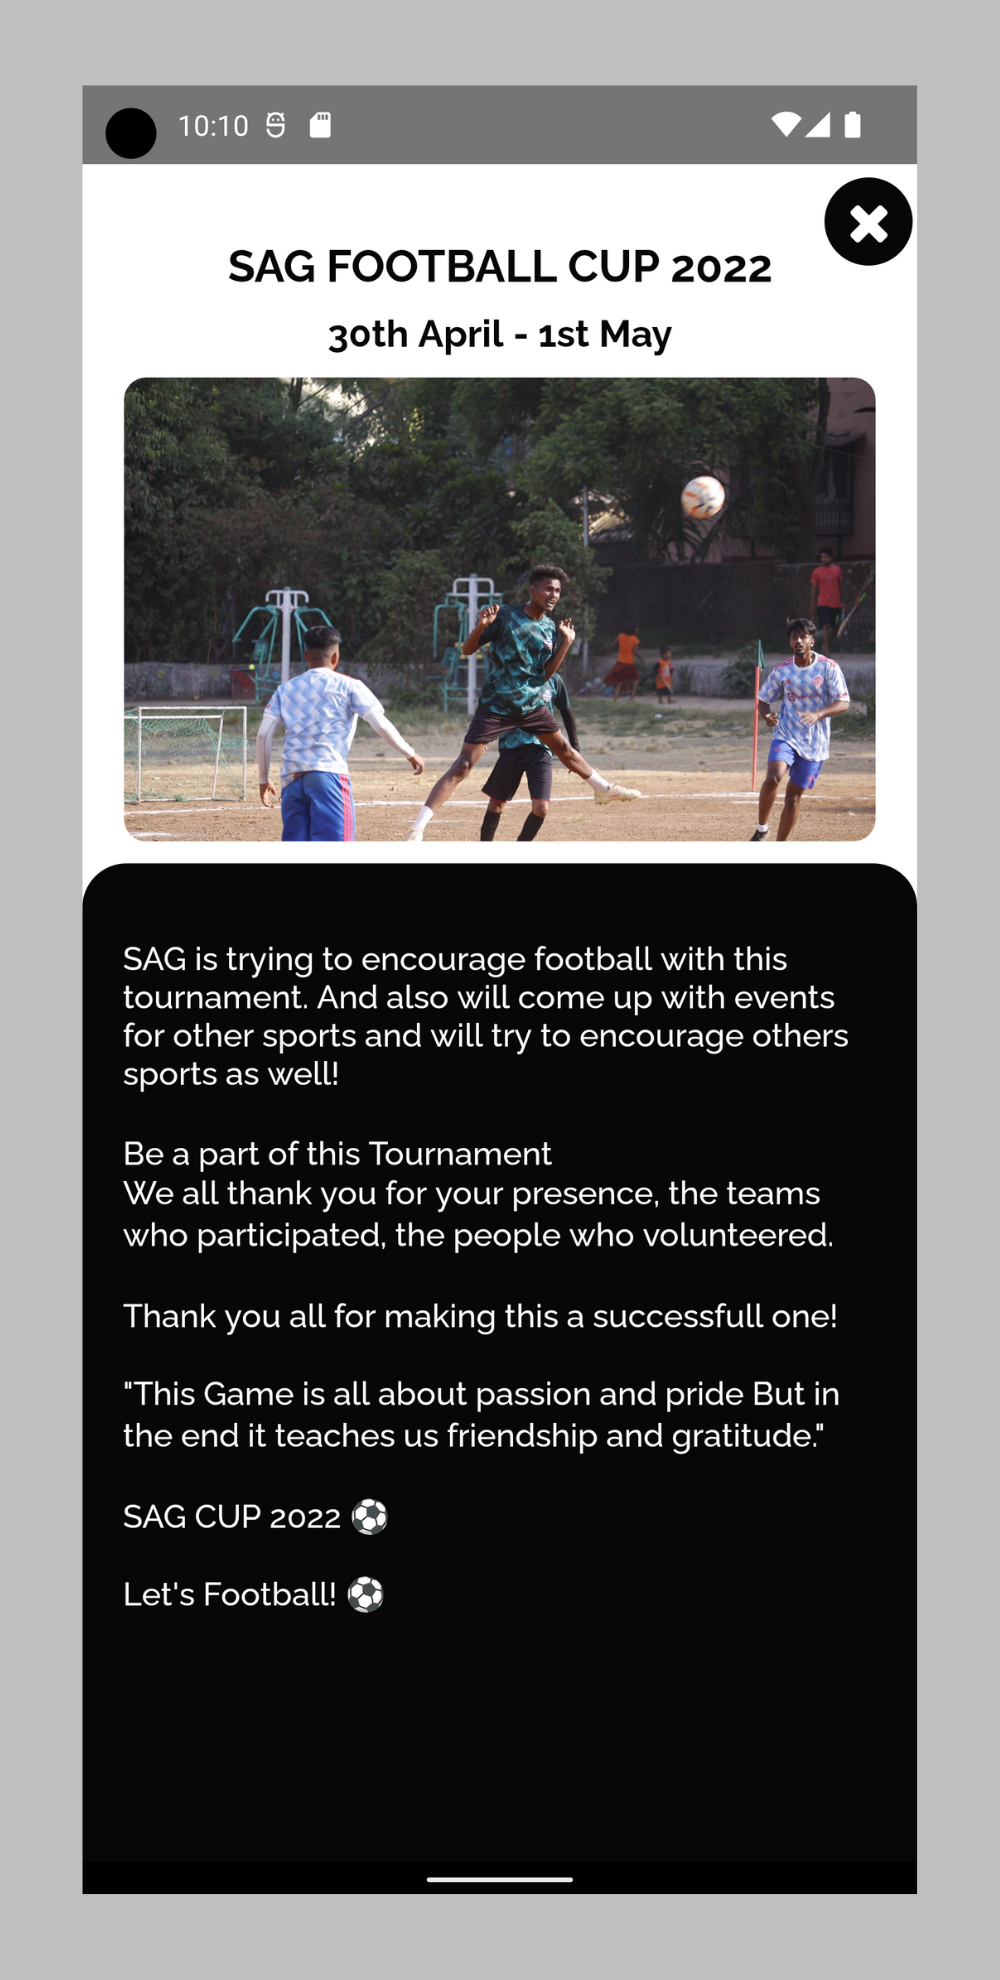 10:10
SAG FOOTBALL CUP 2022
30th April - 1st May
SAG is trying to encourage football with this
tournament. And also will come up with events
for other sports and will try to encourage others
sports as well!
Be a part of this Tournament
We all thank you for your presence, the teams
who participated, the people who volunteered.
Thank you all for making this a successfull one!
"This Game is all about passion and pride But in
the end it teaches us friendship and gratitude."
SAG CUP 2022 ⚽
Let's Football! ⚽